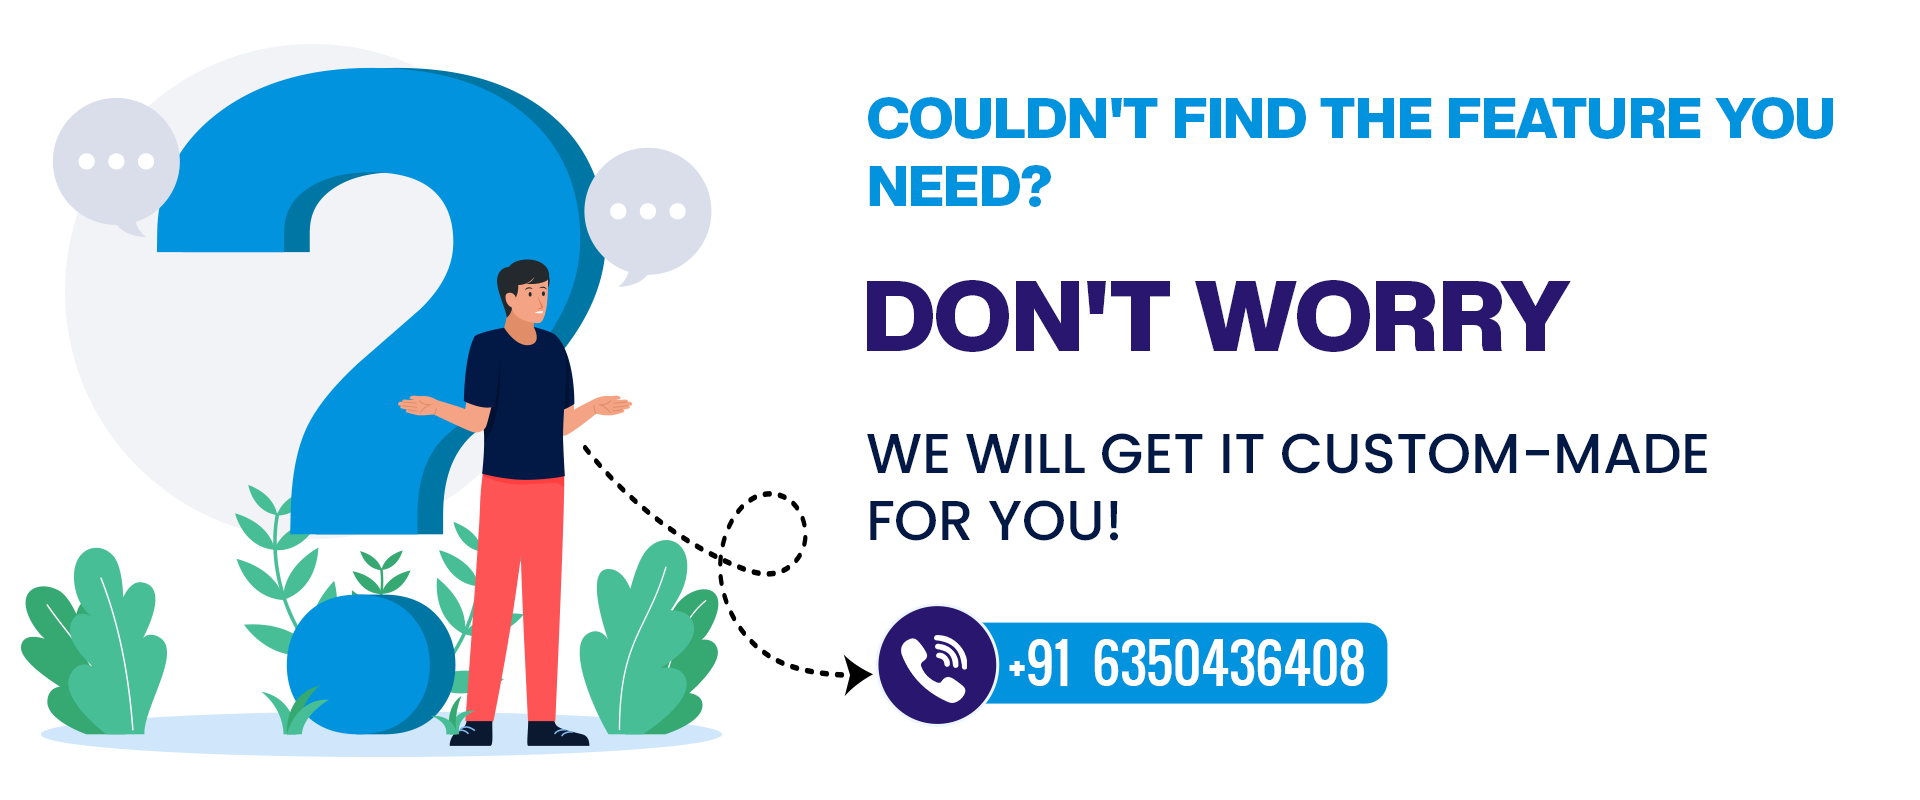 COULDN'T FIND THE FEATURE YOU
NEED?
DON'T WORRY
WE WILL GET IT CUSTOM-MADE
FOR YOU!
+91 6350436408